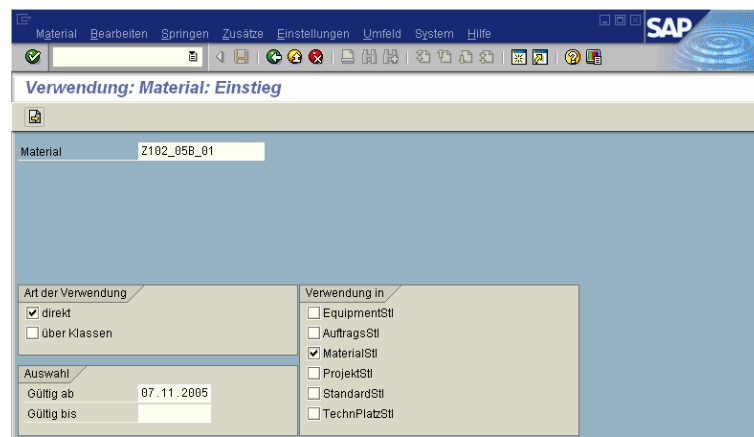 Material Bearbeiten Springen Zusätze Einstellungen Umfeld System Hilfe
SAP
Verwendung: Material: Einstieg
Material Z102_05B_01
Art der Verwendung
direkt
über Klassen
Auswahl
Gültig ab 07.11.2005
Gültig bis
Verwendung in
EquipmentStl
AuftragsStl
MaterialStl
ProjektStl
StandardStl
TechnPlatzStl